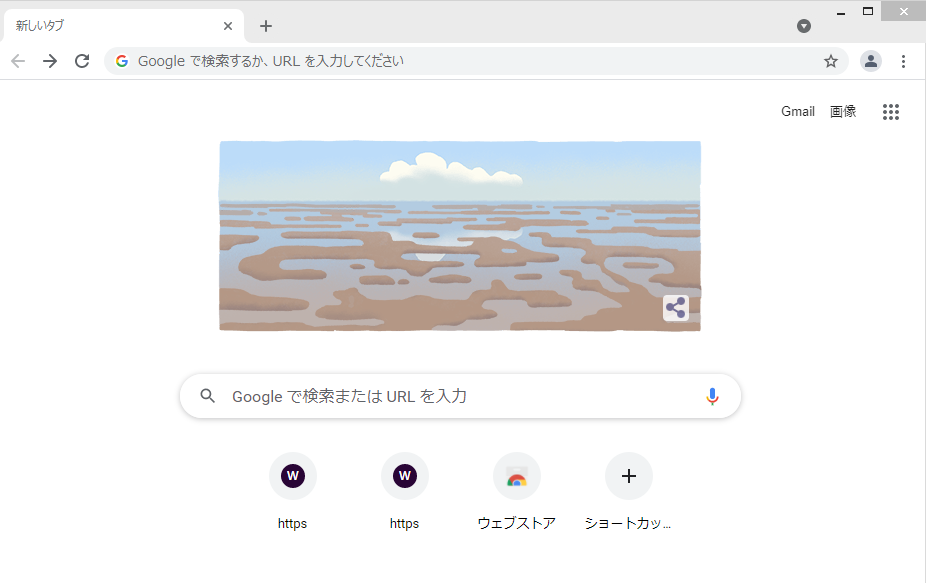 新しいタブ
Google で検索するか、URL を入力してください
Gmail 画像
Google で検索または URL を入力
W W
https https ウェブストア ショートカッ...